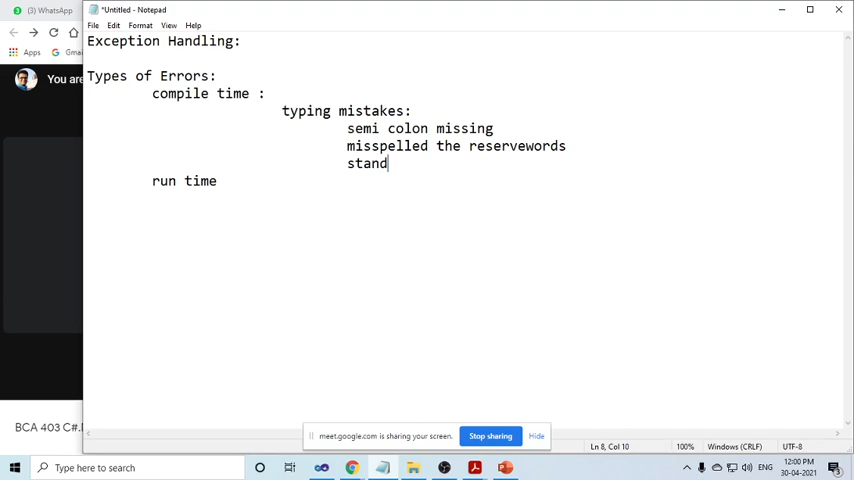 (3) WhatsApp
*Untitled - Notepad
File Edit Format View Help
Apps
You are
Exception Handling:
Types of Errors:
compile time :
typing mistakes:
semi colon missing
misspelled the reservewords
stand
run time
BCA 403 C#.
meet.google.com is sharing your screen.
Stop sharing
Hide
Ln 8, Col 10
100%
Windows (CRLF)
UTF-8
Type here to search
ENG
12:00 PM
30-04-2021
3